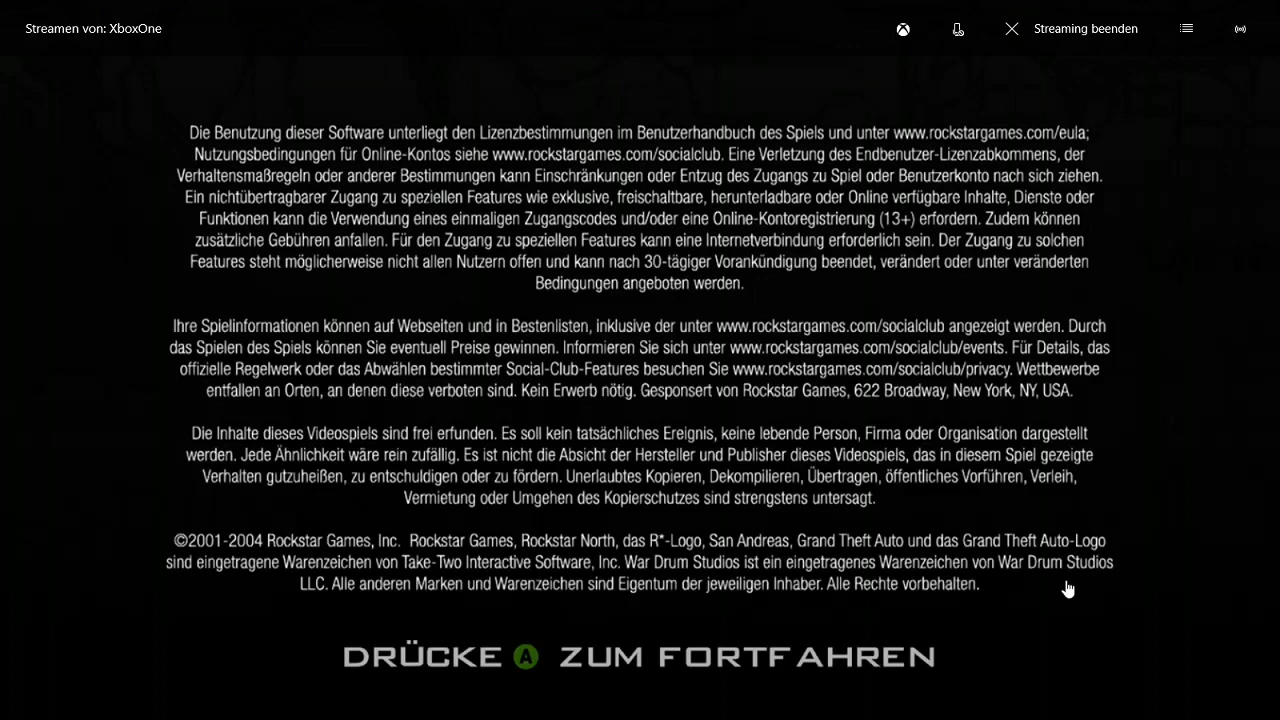 Streamen von: XboxOne
Streaming beenden
Die Benutzung dieser Software unterliegt den Lizenzbestimmungen im Benutzerhandbuch des Spiels und unter www.rockstargames.com/eula;
Nutzungsbedingungen für Online-Kontos siehe www.rockstargames.com/socialclub. Eine Verletzung des Endbenutzer-Lizenzabkommens, der
Verhaltensmaßregeln oder anderer Bestimmungen kann Einschränkungen oder Entzug des Zugangs zu Spiel oder Benutzerkonto nach sich ziehen.
Ein nichtübertragbarer Zugang zu speziellen Features wie exklusive, freischaltbare, herunterladbare oder Online verfügbare Inhalte, Dienste oder
Funktionen kann die Verwendung eines einmaligen Zugangscodes und/oder eine Online-Kontoregistrierung (13+) erfordern. Zudem können
zusätzliche Gebühren anfallen. Für den Zugang zu speziellen Features kann eine Internetverbindung erforderlich sein. Der Zugang zu solchen
Features steht möglicherweise nicht allen Nutzern offen und kann nach 30-tägiger Vorankündigung beendet, verändert oder unter veränderten
Bedingungen angeboten werden.
Ihre Spielinformationen können auf Webseiten und in Bestenlisten, inklusive der unter www.rockstargames.com/socialclub angezeigt werden. Durch
das Spielen des Spiels können Sie eventuell Preise gewinnen. Informieren Sie sich unter www.rockstargames.com/socialclub/events. Für Details, das
offizielle Regelwerk oder das Abwählen bestimmter Social-Club-Features besuchen Sie www.rockstargames.com/socialclub/privacy. Wettbewerbe
entfallen an Orten, an denen diese verboten sind. Kein Erwerb nötig. Gesponsert von Rockstar Games, 622 Broadway, New York, NY, USA.
Die Inhalte dieses Videospiels sind frei erfunden. Es soll kein tatsächliches Ereignis, keine lebende Person, Firma oder Organisation dargestellt
werden. Jede Ähnlichkeit wäre rein zufällig. Es ist nicht die Absicht der Hersteller und Publisher dieses Videospiels, das in diesem Spiel gezeigte
Verhalten gutzuheißen, zu entschuldigen oder zu fördern. Unerlaubtes Kopieren, Dekompilieren, Übertragen, öffentliches Vorführen, Verleih,
Vermietung oder Umgehen des Kopierschutzes sind strengstens untersagt.
©2001-2004 Rockstar Games, Inc. Rockstar Games, Rockstar North, das R*-Logo, San Andreas, Grand Theft Auto und das Grand Theft Auto-Logo
sind eingetragene Warenzeichen von Take-Two Interactive Software, Inc. War Drum Studios ist ein eingetragenes Warenzeichen von War Drum Studios
LLC. Alle anderen Marken und Warenzeichen sind Eigentum der jeweiligen Inhaber. Alle Rechte vorbehalten.
DRÜCKE A ZUM FORTFAHREN